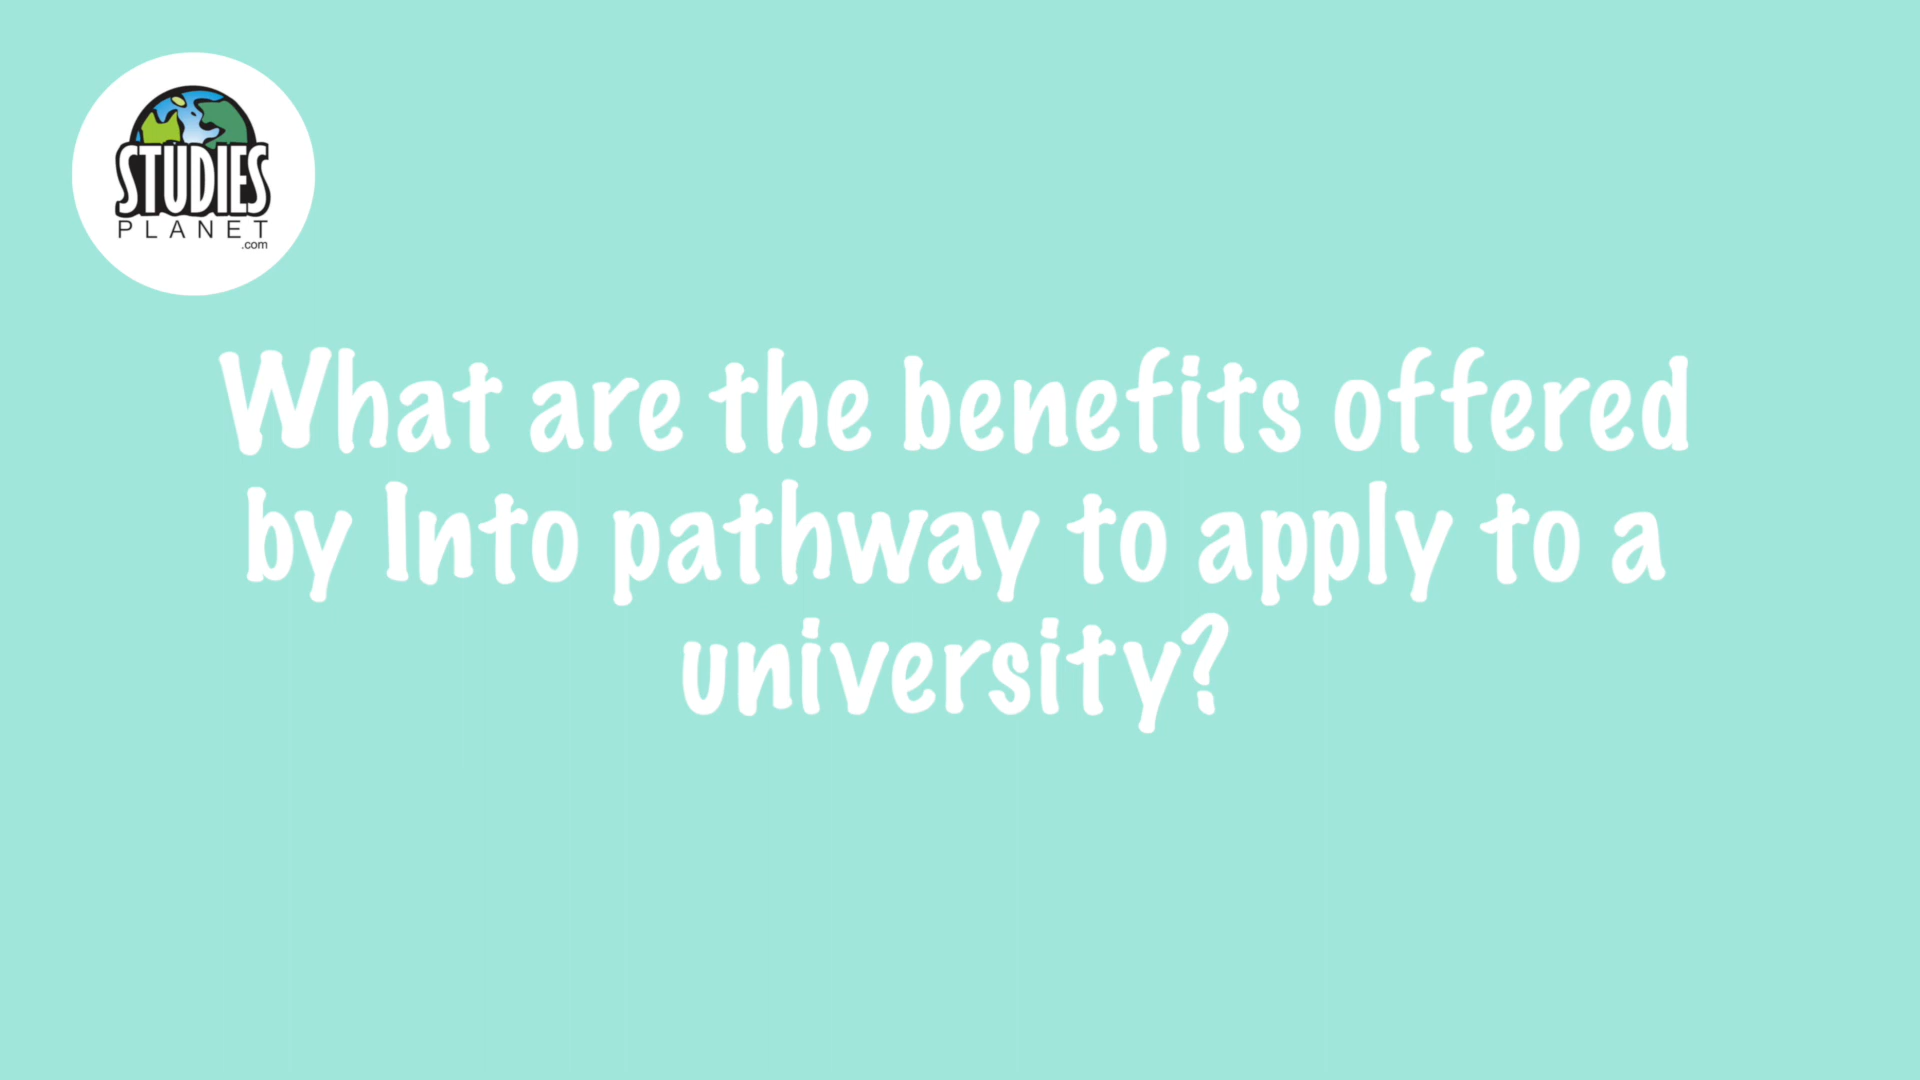 STUDIES
PLANET
.com
What are the benefits offered
by Into pathway to apply to a
university?